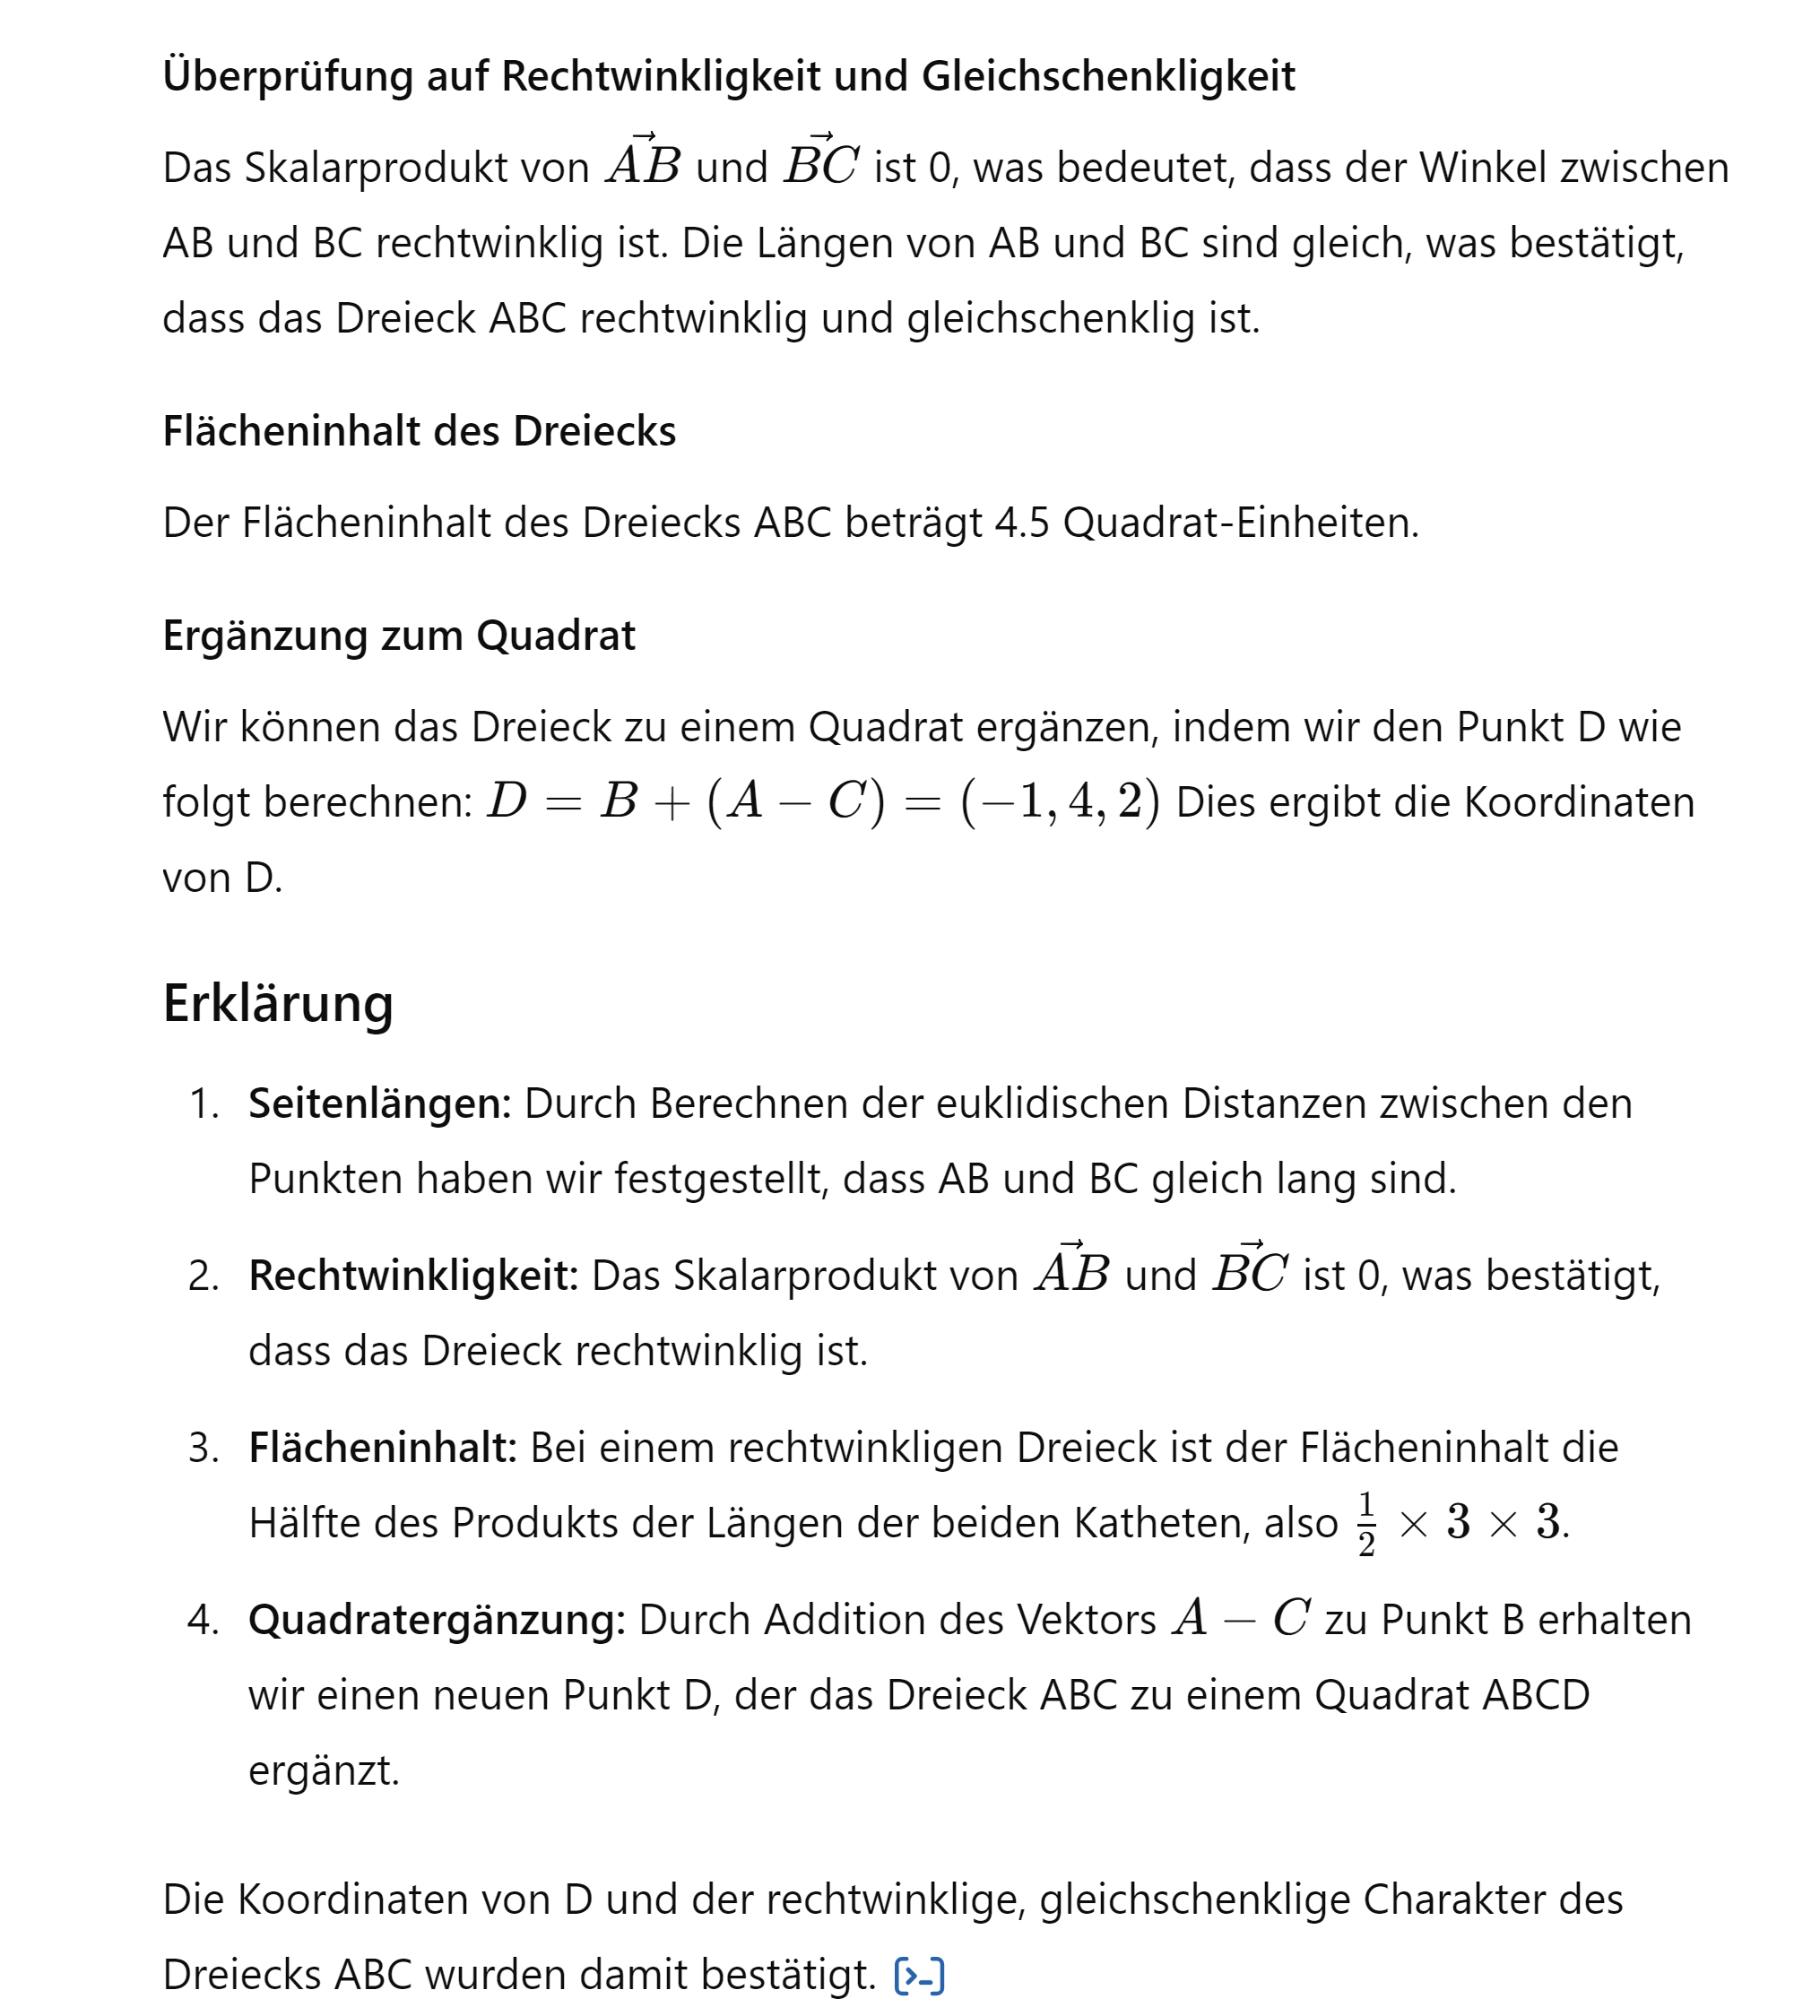 Überprüfung auf Rechtwinkligkeit und Gleichschenkligkeit
Das Skalarprodukt von $\vec{AB}$ und $\vec{BC}$ ist 0, was bedeutet, dass der Winkel zwischen
AB und BC rechtwinklig ist. Die Längen von AB und BC sind gleich, was bestätigt,
dass das Dreieck ABC rechtwinklig und gleichschenklig ist.
Flächeninhalt des Dreiecks
Der Flächeninhalt des Dreiecks ABC beträgt 4.5 Quadrat-Einheiten.
Ergänzung zum Quadrat
Wir können das Dreieck zu einem Quadrat ergänzen, indem wir den Punkt D wie
folgt berechnen: $D = B + (A - C) = (-1, 4, 2)$ Dies ergibt die Koordinaten
von D.
Erklärung
1. Seitenlängen: Durch Berechnen der euklidischen Distanzen zwischen den
Punkten haben wir festgestellt, dass AB und BC gleich lang sind.
2. Rechtwinkligkeit: Das Skalarprodukt von $\vec{AB}$ und $\vec{BC}$ ist 0, was bestätigt,
dass das Dreieck rechtwinklig ist.
3. Flächeninhalt: Bei einem rechtwinkligen Dreieck ist der Flächeninhalt die
Hälfte des Produkts der Längen der beiden Katheten, also $\frac{1}{2} \times 3 \times 3$.
4. Quadratergänzung: Durch Addition des Vektors $A - C$ zu Punkt B erhalten
wir einen neuen Punkt D, der das Dreieck ABC zu einem Quadrat ABCD
ergänzt.
Die Koordinaten von D und der rechtwinklige, gleichschenklige Charakter des
Dreiecks ABC wurden damit bestätigt. [>-]